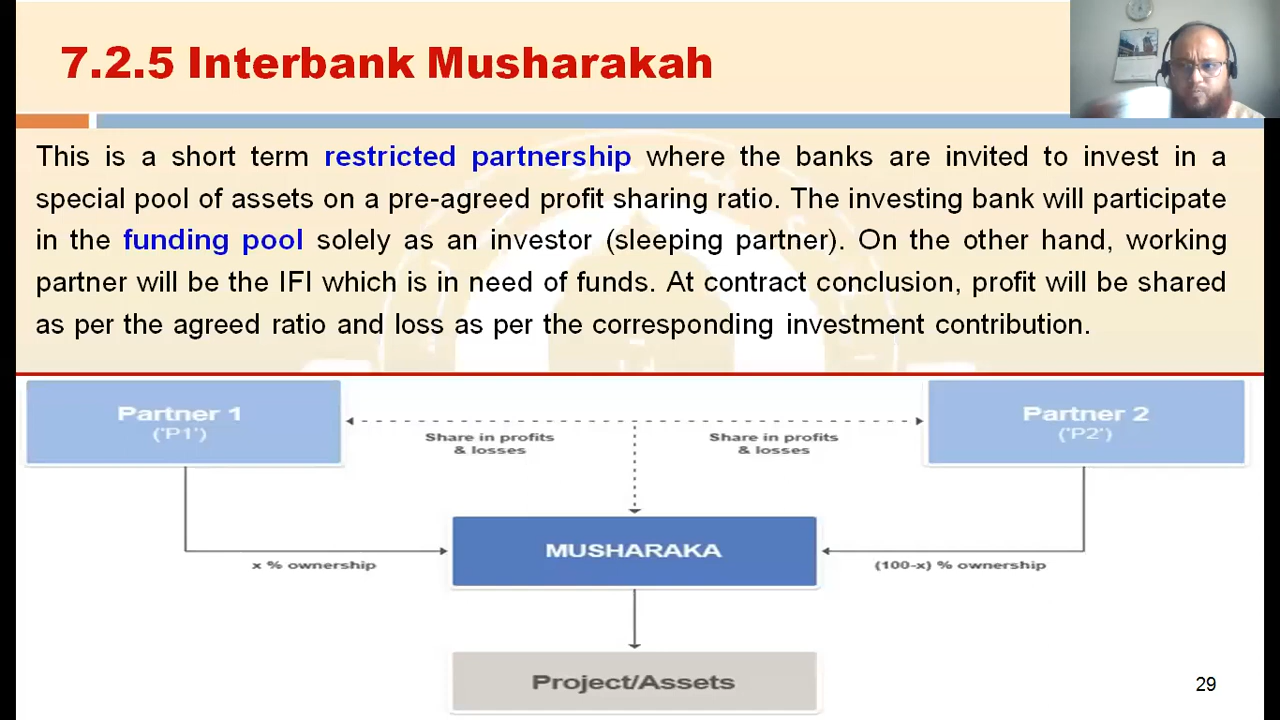 7.2.5 Interbank Musharakah
This is a short term restricted partnership where the banks are invited to invest in a
special pool of assets on a pre-agreed profit sharing ratio. The investing bank will participate
in the funding pool solely as an investor (sleeping partner). On the other hand, working
partner will be the IFI which is in need of funds. At contract conclusion, profit will be shared
as per the agreed ratio and loss as per the corresponding investment contribution.
Partner 1
('P1')
Share in profits
& losses
Share in profits
& losses
Partner 2
('P2')
MUSHARAKA
x % ownership
(100-x) % ownership
Project/Assets
29